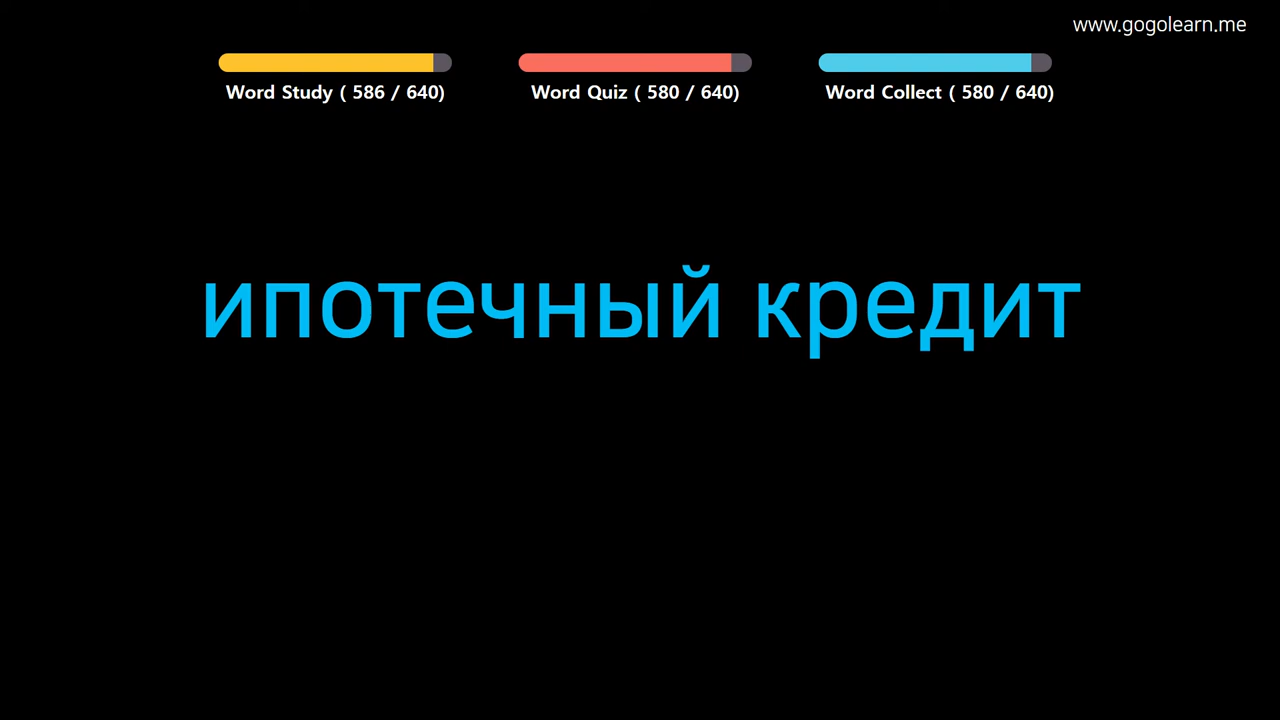 www.gogolearn.me
Word Study ( 586 / 640)
Word Quiz ( 580 / 640)
Word Collect ( 580 / 640)
ипотечный кредит